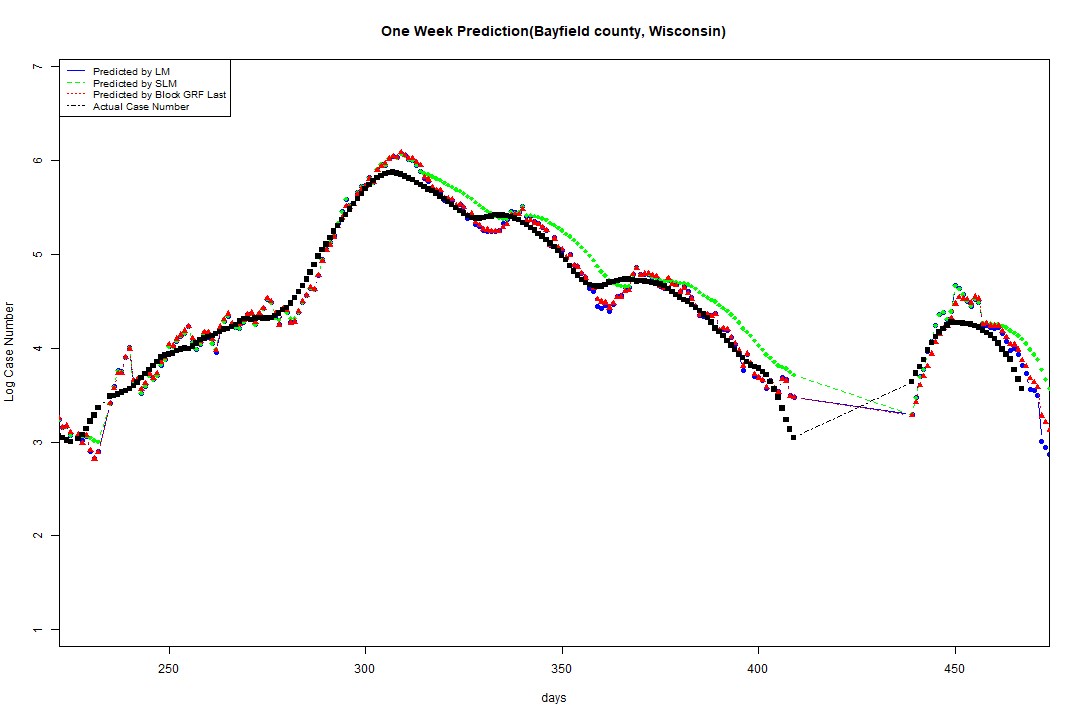 One Week Prediction(Bayfield county, Wisconsin)
Predicted by LM
Predicted by SLM
Predicted by Block GRF Last
Actual Case Number
7
6
5
4
3
2
1
Log Case Number
250 300 350 400 450
days